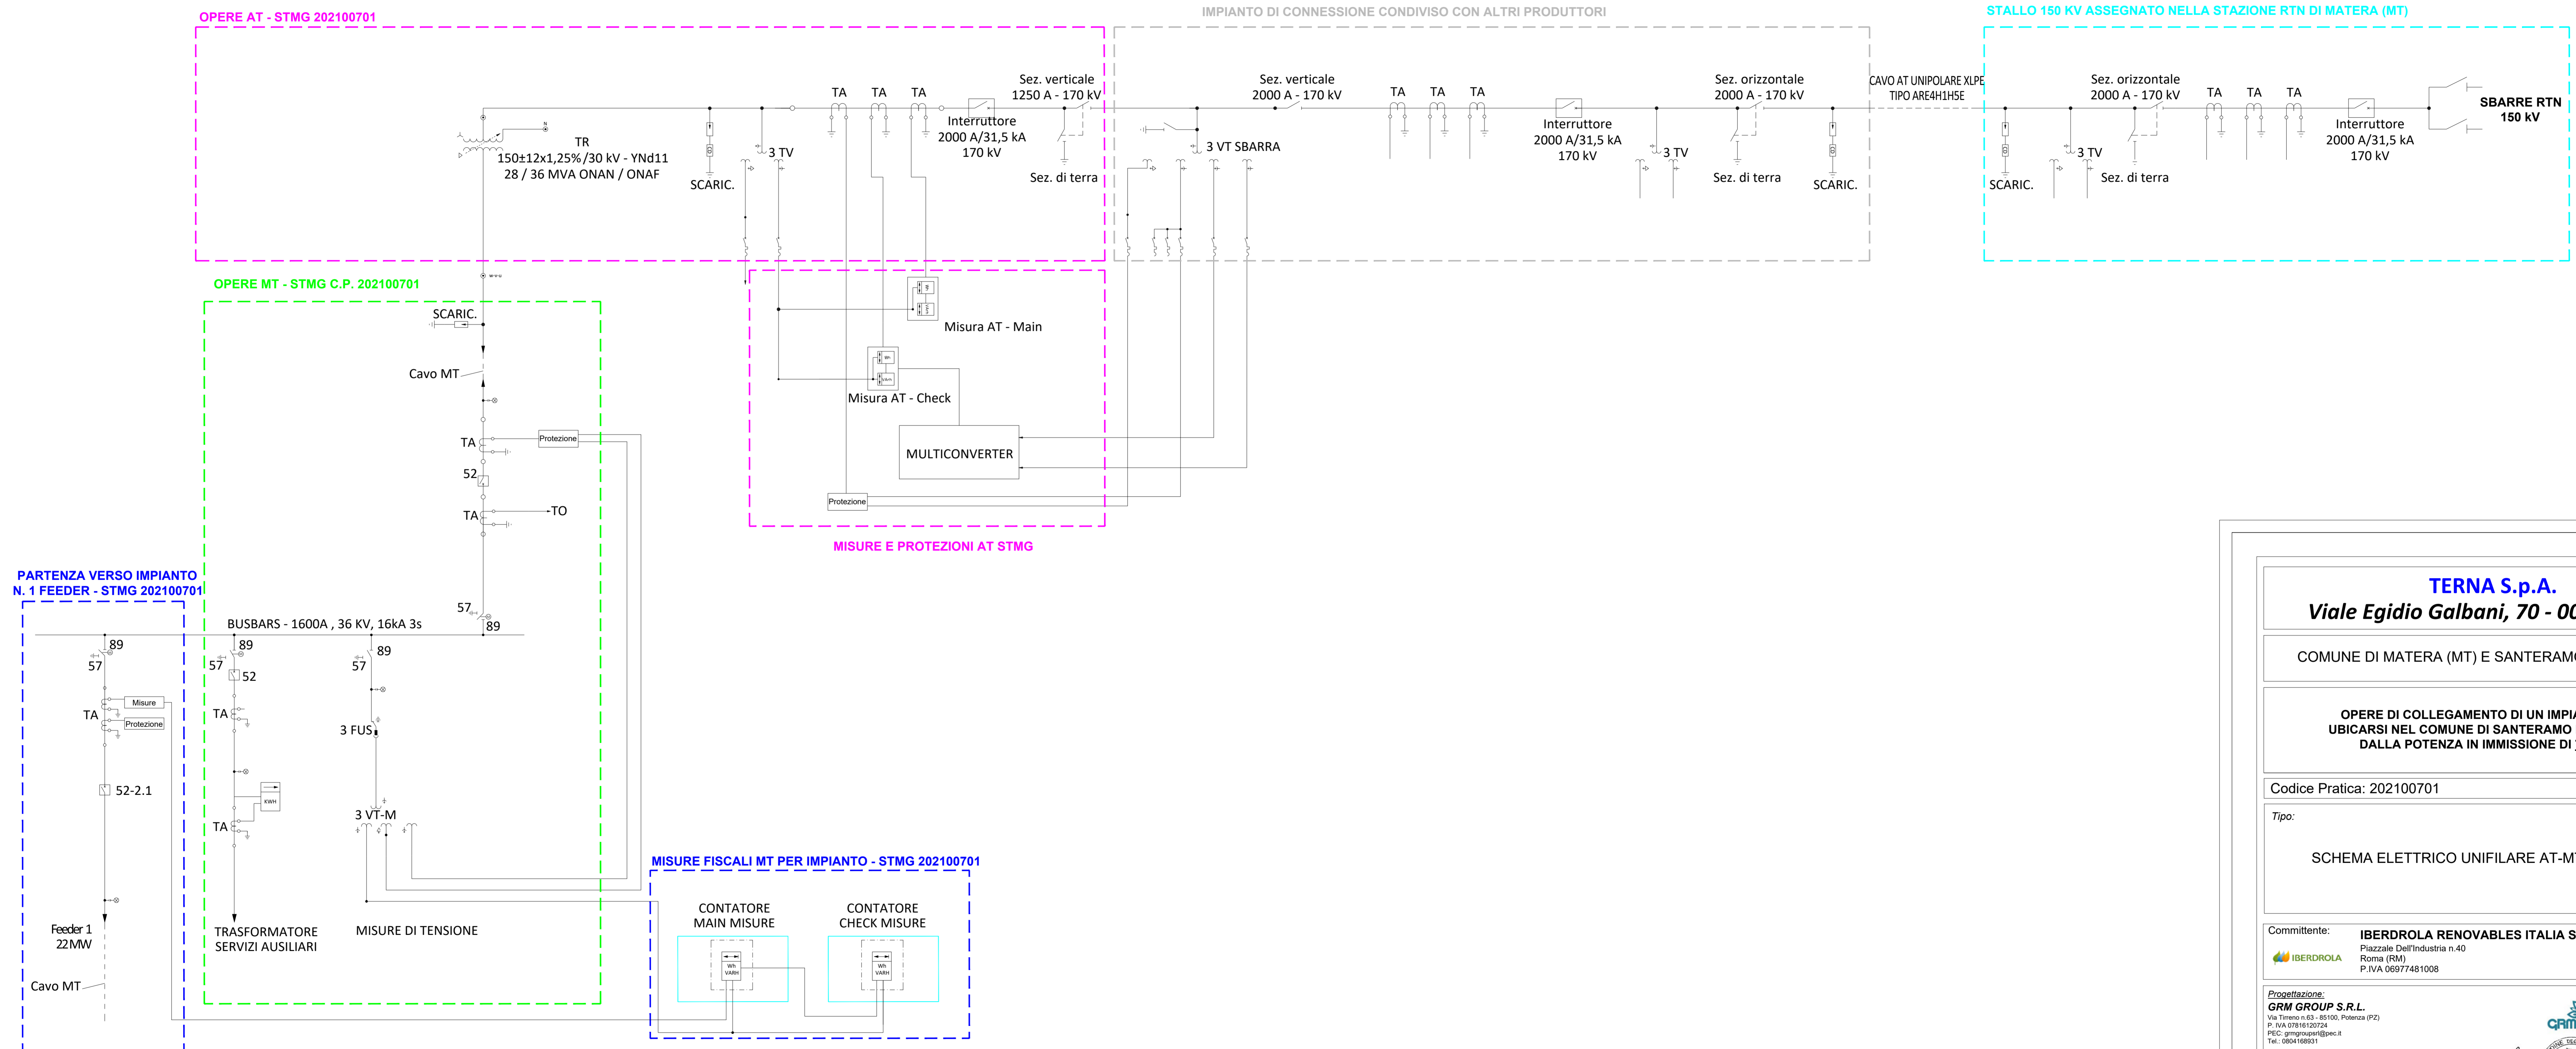 OPERE AT - STMG 202100701
IMPIANTO DI CONNESSIONE CONDIVISO CON ALTRI PRODUTTORI
STALLO 150 KV ASSEGNATO NELLA STAZIONE RTN DI MATERA (MT)
TR
150±12x1,25%/30 kV - YNd11
28 / 36 MVA ONAN / ONAF
N
SCARIC.
3 TV
TA
TA
TA
Interruttore
2000 A/31,5 kA
170 kV
Sez. verticale
1250 A - 170 kV
Sez. di terra
3 VT SBARRA
Sez. verticale
2000 A - 170 kV
TA
TA
TA
Interruttore
2000 A/31,5 kA
170 kV
3 TV
Sez. orizzontale
2000 A - 170 kV
Sez. di terra
SCARIC.
CAVO AT UNIPOLARE XLPE
TIPO ARE4H1H5E
SCARIC.
3 TV
Sez. orizzontale
2000 A - 170 kV
Sez. di terra
TA
TA
TA
Interruttore
2000 A/31,5 kA
170 kV
SBARRE RTN
150 kV
OPERE MT - STMG C.P. 202100701
SCARIC.
Cavo MT
TA
Protezione
52
TA
TO
57
89
BUSBARS - 1600A , 36 KV, 16kA 3s
Misura AT - Main
Wh
VArh
Misura AT - Check
MULTICONVERTER
Protezione
MISURE E PROTEZIONI AT STMG
PARTENZA VERSO IMPIANTO
N. 1 FEEDER - STMG 202100701
89
57
Misure
TA
Protezione
52-2.1
Feeder 1
22 MW
Cavo MT
89
57
52
TA
KWH
TA
TRASFORMATORE
SERVIZI AUSILIARI
89
57
3 FUS
3 VT-M
MISURE DI TENSIONE
MISURE FISCALI MT PER IMPIANTO - STMG 202100701
CONTATORE
MAIN MISURE
Wh
VARH
CONTATORE
CHECK MISURE
Wh
VARH
TERNA S.p.A.
Viale Egidio Galbani, 70 - 00
COMUNE DI MATERA (MT) E SANTERAMO
OPERE DI COLLEGAMENTO DI UN IMPIA
UBICARSI NEL COMUNE DI SANTERAMO
DALLA POTENZA IN IMMISSIONE DI
Codice Pratica: 202100701
Tipo:
SCHEMA ELETTRICO UNIFILARE AT-MT
Committente:
IBERDROLA
IBERDROLA RENOVABLES ITALIA S
Piazzale Dell'Industria n.40
Roma (RM)
P.IVA 06977481008
Progettazione:
GRM GROUP S.R.L.
Via Tirreno n.63 - 85100, Potenza (PZ)
P. IVA 07816120724
PEC: grmgroupsrl@pec.it
Tel.: 0804168931
GRM